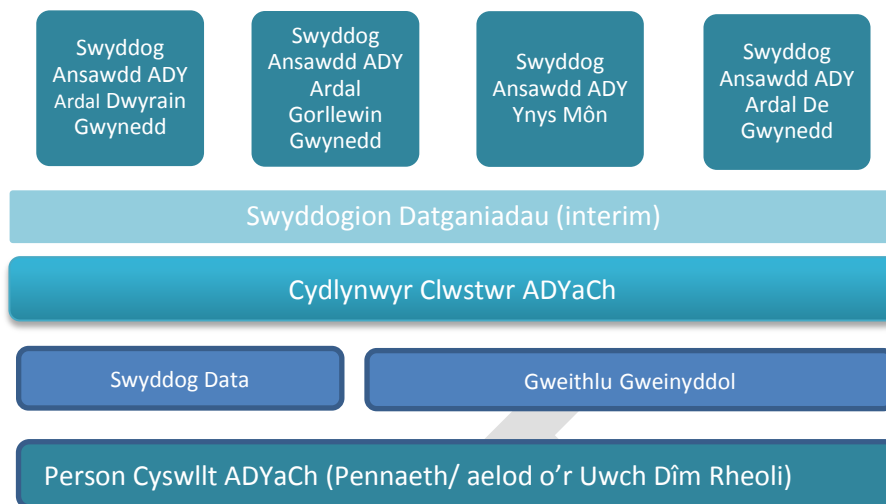 Swyddog
Ansawdd ADY
Ardal Dwyrain
Gwynedd
Swyddog
Ansawdd ADY
Ardal
Gorllewin
Gwynedd
Swyddog
Ansawdd ADY
Ynys Môn
Swyddog
Ansawdd ADY
Ardal De
Gwynedd
Swyddogion Datganiadau (interim)
Cydlynwyr Clwstwr ADYaCh
Swyddog Data
Gweithlu Gweinyddol
Person Cyswllt ADYaCh (Pennaeth/ aelod o’r Uwch Dîm Rheoli)